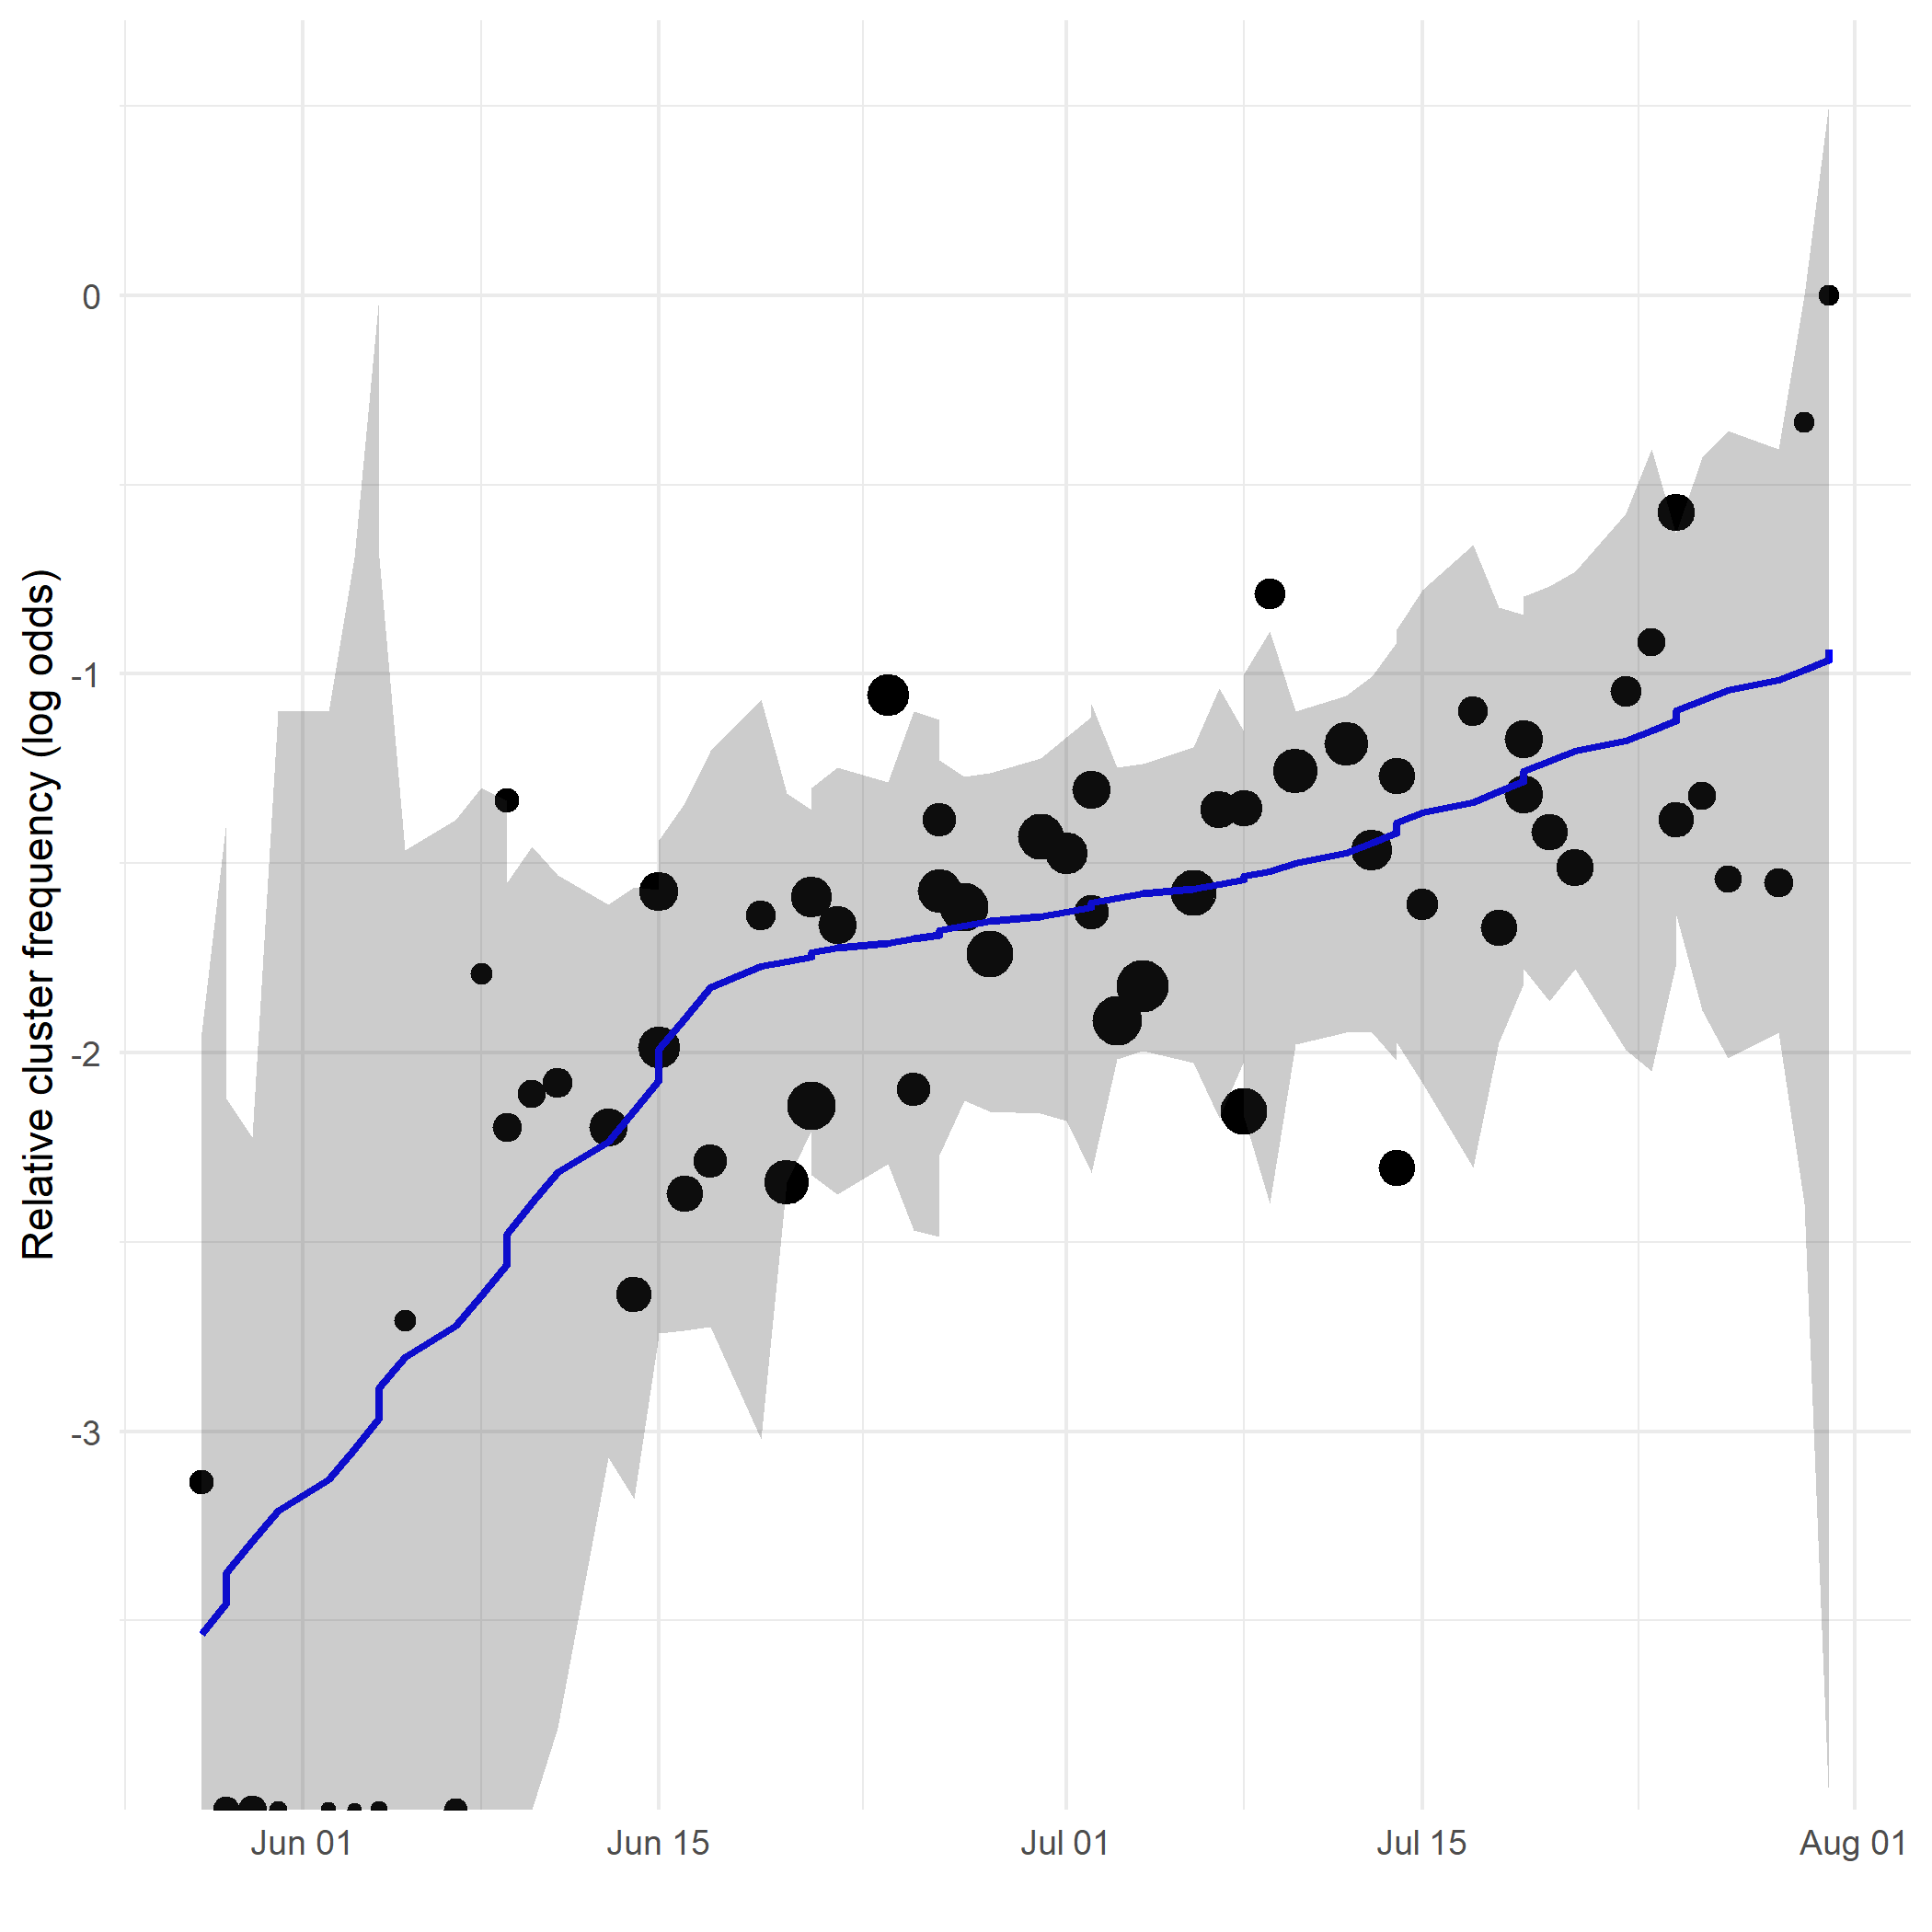 Relative cluster frequency (log odds)
0
-1
-2
-3
Jun 01
Jun 15
Jul 01
Jul 15
Aug 01